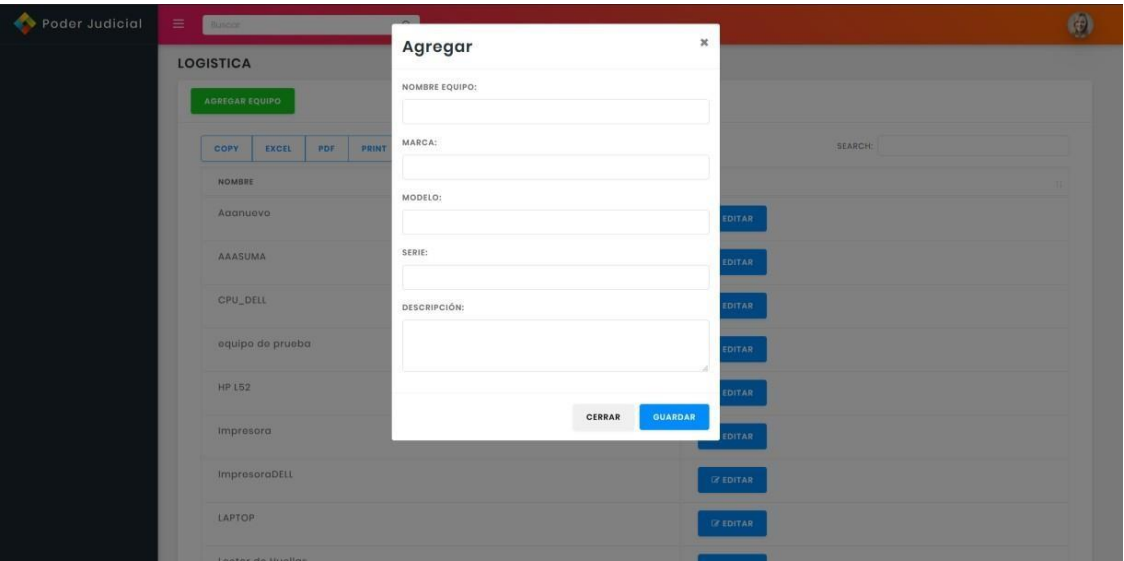 Poder Judicial
Buscar
LOGISTICA
AGREGAR EQUIPO
COPY EXCEL PDF PRINT
SEARCH:
NOMBRE
Aaanuevo EDITAR
AAASUMA EDITAR
CPU_DELL EDITAR
equipo de prueba EDITAR
HP L52 EDITAR
Impresora EDITAR
ImpresoraDELL EDITAR
LAPTOP EDITAR
Agregar
NOMBRE EQUIPO:
MARCA:
MODELO:
SERIE:
DESCRIPCIÓN:
CERRAR GUARDAR